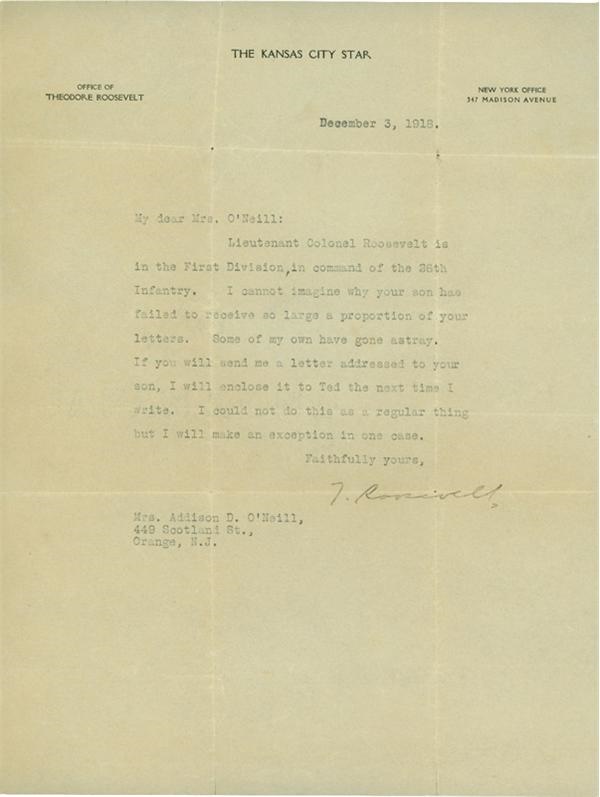 THE KANSAS CITY STAR
OFFICE OF
THEODORE ROOSEVELT
NEW YORK OFFICE
347 MADISON AVENUE
December 3, 1918.
My dear Mrs. O'Neill:
Lieutenant Colonel Roosevelt is
in the First Division, in command of the 26th
Infantry. I cannot imagine why your son has
failed to receive so large a proportion of your
letters. Some of my own have gone astray.
If you will send me a letter addressed to your
son, I will enclose it to Ted the next time I
write. I could not do this as a regular thing
but I will make an exception in one case.
Faithfully yours,
T. Roosevelt
Mrs. Addison D. O'Neill,
449 Scotland St.,
Orange, N.J.